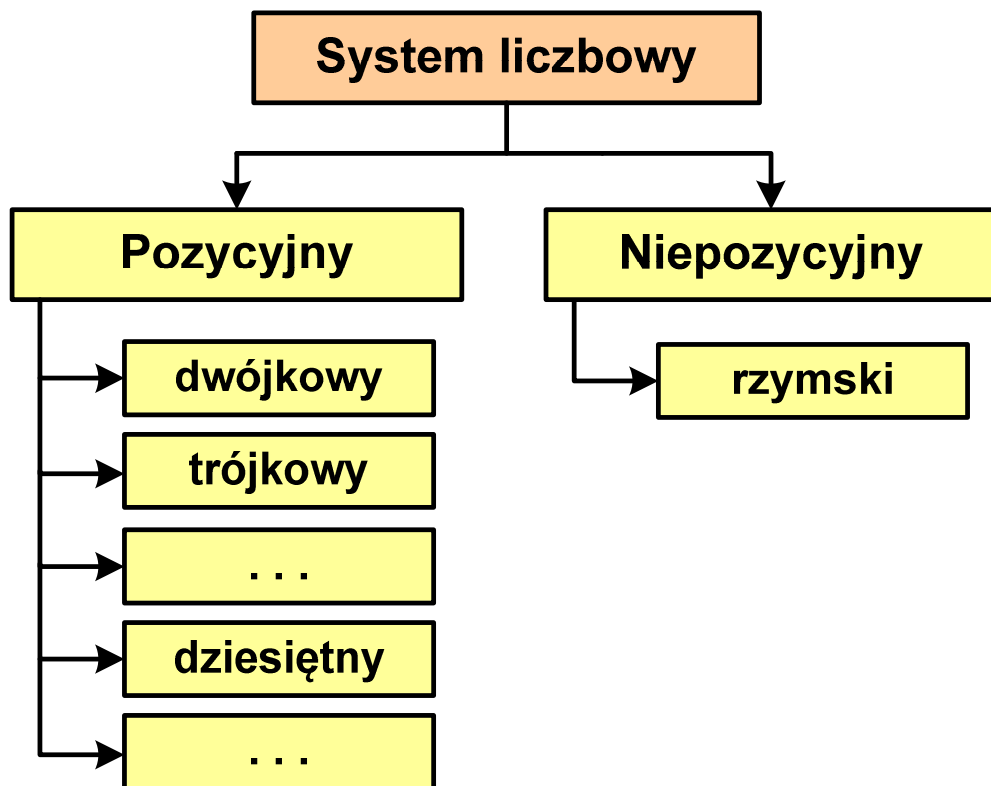 System liczbowy
Pozycyjny
Niepozycyjny
dwójkowy
rzymski
trójkowy
. . .
dziesiętny
. . .